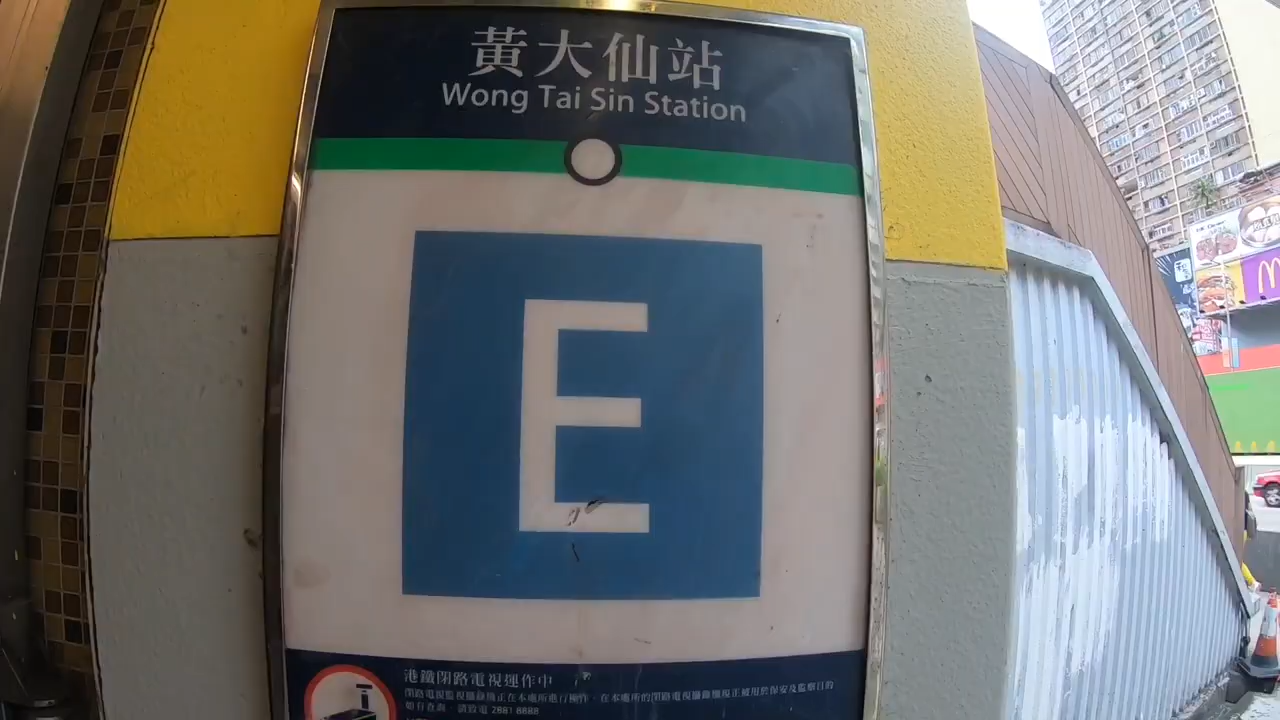 黃大仙站
Wong Tai Sin Station
E
港鐵閉路電視運作中
閉路電視監視攝錄機正在本處所進行操作，在本處所的閉路電視攝錄機現正被用於保安及監察目的
如有查詢，請致電 2881 8888